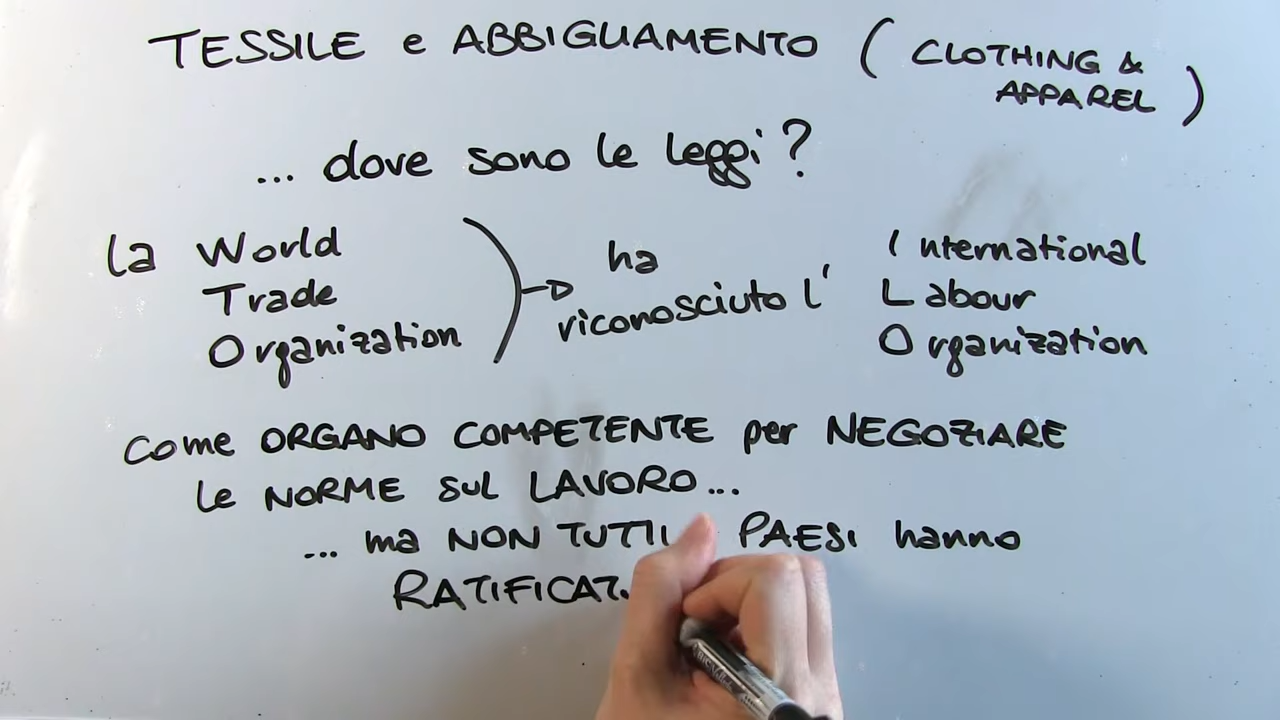 TESSILE e ABBIGLIAMENTO ( CLOTHING &
APPAREL )
... dove sono le leggi?
la World
Trade
Organization
ha
riconosciuto l'
International
Labour
Organization
come ORGANO COMPETENTE per NEGOZIARE
le NORME sul LAVORO...
... ma NON TUTTI PAESI hanno
RATIFICAT